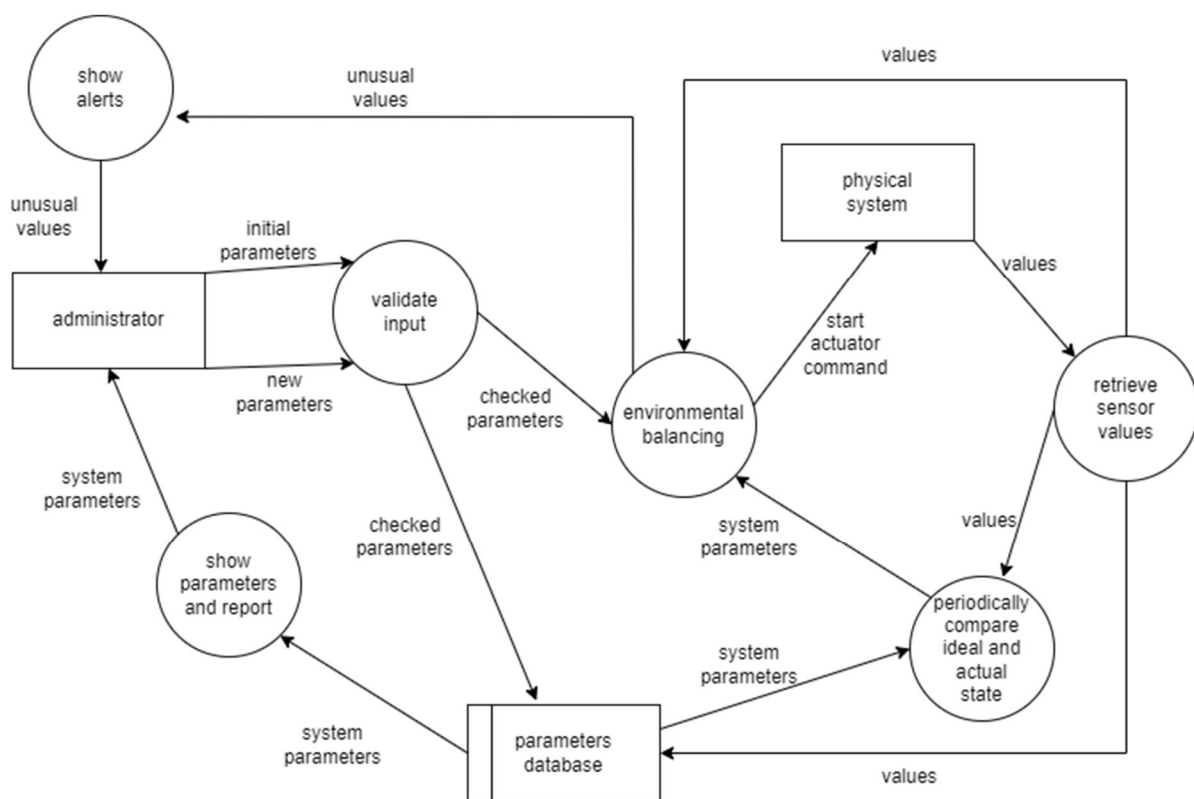 show
alerts
unusual
values
values
physical
system
unusual
values
initial
parameters
values
administrator
validate
input
start
actuator
command
new
parameters
checked
parameters
environmental
balancing
retrieve
sensor
values
system
parameters
checked
parameters
system
parameters
values
show
parameters
and report
periodically
compare
ideal and
actual
state
system
parameters
system
parameters
parameters
database
values